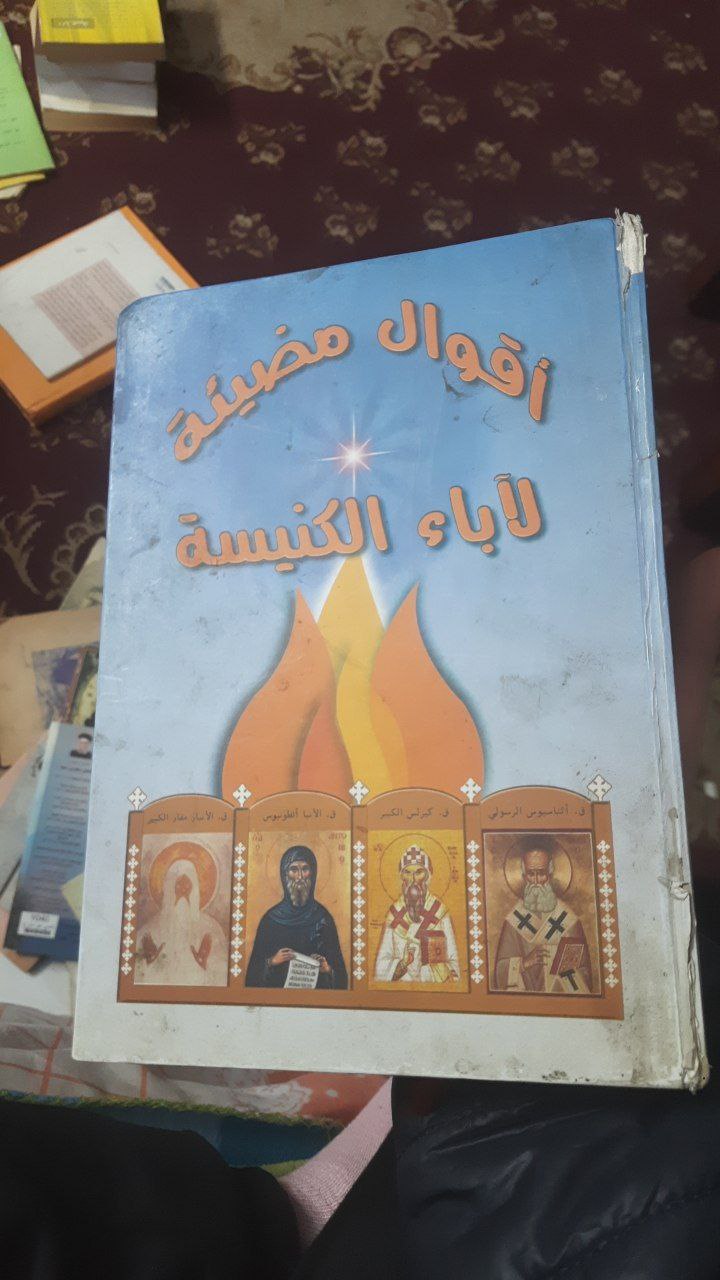 أقوال مضيئة
لآباء الكنيسة
ق. أثناسيوس الرسولي
ق. كيرلس الكبير
ق. الأنبا أنطونيوس
ق. الأنبا مقار الكبير